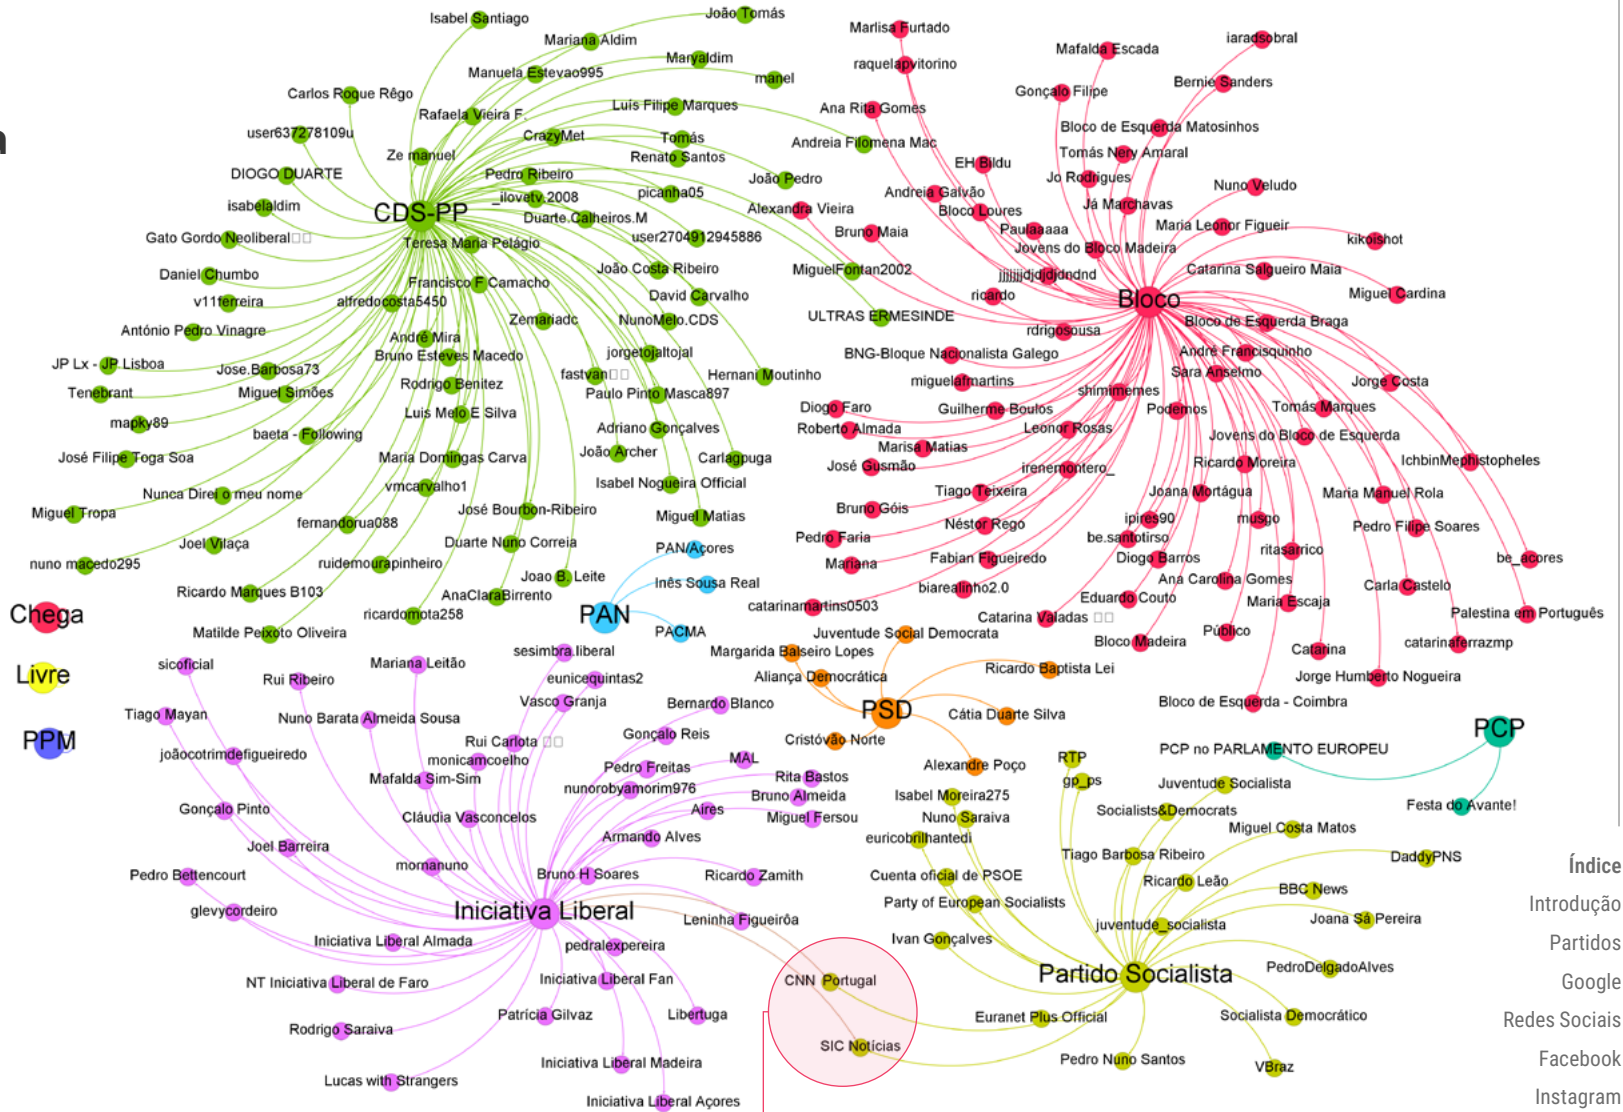 a
Isabel Santiago
João Tomás
Mariana Aldim
Maryaldim
Manuela Estevao995
manel
Carlos Roque Rêgo
Luís Filipe Marques
Rafaela Vieira F.
user637278109u
CrazyMet
Tomás
Andreia Filomena Mac
Ze manuel
Renato Santos
DIOGO DUARTE
Pedro Ribeiro
João Pedro
_ilovetv.2008
picanha05
isabelaldim
CDS-PP
Duarte.Calheiros.M
Gato Gordo Neoliberal
Teresa Maria Pelágio
user2704912945886
Daniel Chumbo
João Costa Ribeiro
MiguelFontan2002
Francisco F Camacho
v11ferreira
alfredocosta5450
David Carvalho
António Pedro Vinagre
Zemariadc
NunoMelo.CDS
ULTRAS ERMESINDE
André Mira
JP Lx - JP Lisboa
Jose.Barbosa73
Bruno Esteves Macedo
jorgetojaltojal
fastvan
Hernani Moutinho
Tenebrant
Miguel Simões
Rodrigo Benitez
Paulo Pinto Masca897
mapky89
Luis Melo E Silva
baeta - Following
Adriano Gonçalves
José Filipe Toga Soa
Maria Domingas Carva
João Archer
Carlagpuga
Nunca Direi o meu nome
vmcarvalho1
Isabel Nogueira Official
Miguel Tropa
fernandorua088
José Bourbon-Ribeiro
Miguel Matias
Joel Vilaça
Duarte Nuno Correia
nuno macedo295
ruidemourapinheiro
Joao B. Leite
Ricardo Marques B103
AnaClaraBirrento
ricardomota258
Matilde Peixoto Oliveira
Marlisa Furtado
iaradsobral
Mafalda Escada
raquelapvitorino
Bernie Sanders
Gonçalo Filipe
Ana Rita Gomes
Bloco de Esquerda Matosinhos
Tomás Nery Amaral
EH Bildu
Jo Rodrigues
Nuno Veludo
Andreia Galvão
Alexandra Vieira
Bloco Loures
Já Marchavas
Bruno Maia
Paulaaaaa
Maria Leonor Figueir
kikoishot
Jovens do Bloco Madeira
jjjjjjjdjdjdjdndnd
Catarina Salgueiro Maia
ricardo
Bloco
Miguel Cardina
rdrigosousa
Bloco de Esquerda Braga
BNG-Bloque Nacionalista Galego
André Francisquinho
miguelafmartins
Sara Anselmo
Jorge Costa
shimimemes
Diogo Faro
Guilherme Boulos
Podemos
Tomás Marques
Roberto Almada
Leonor Rosas
Jovens do Bloco de Esquerda
Marisa Matias
José Gusmão
irenemontero_
Ricardo Moreira
IchbinMephistopheles
Tiago Teixeira
Joana Mortágua
Maria Manuel Rola
Bruno Góis
ipires90
musgo
Pedro Filipe Soares
Néstor Rego
Pedro Faria
be.santotirso
ritasarrico
be_acores
Mariana
Fabian Figueiredo
Diogo Barros
Ana Carolina Gomes
Carla Castelo
biarealinho2.0
Eduardo Couto
Maria Escaja
catarinamartins0503
Catarina Valadas
Palestina em Português
Bloco Madeira
Público
Catarina
catarinaferrazmp
Jorge Humberto Nogueira
Bloco de Esquerda - Coimbra
PAN/Açores
Inês Sousa Real
PAN
PACMA
Chega
Livre
PPM
sicoficial
Mariana Leitão
sesimbra.liberal
Rui Ribeiro
eunicequintas2
Tiago Mayan
Nuno Barata Almeida Sousa
Vasco Granja
Bernardo Blanco
Rui Carlota
Gonçalo Reis
joãocotrimdefigueiredo
monicamcoelho
MAL
Mafalda Sim-Sim
Pedro Freitas
Rita Bastos
nunorobyamorim976
Bruno Almeida
Gonçalo Pinto
Cláudia Vasconcelos
Aires
Miguel Fersou
Joel Barreira
Armando Alves
mornanuno
Pedro Bettencourt
Bruno H Soares
Ricardo Zamith
glevycordeiro
Iniciativa Liberal
Leninha Figueirôa
Iniciativa Liberal Almada
pedralexpereira
NT Iniciativa Liberal de Faro
Iniciativa Liberal Fan
Patrícia Gilvaz
Libertuga
Rodrigo Saraiva
Iniciativa Liberal Madeira
Lucas with Strangers
Iniciativa Liberal Açores
CNN Portugal
SIC Notícias
Juventude Social Democrata
Margarida Balseiro Lopes
Ricardo Baptista Lei
Aliança Democrática
PSD
Cátia Duarte Silva
Cristóvão Norte
Alexandre Poço
PCP
PCP no PARLAMENTO EUROPEU
Festa do Avante!
RTP
gp_ps
Juventude Socialista
Isabel Moreira275
Socialists&Democrats
Nuno Saraiva
Miguel Costa Matos
euricobrilhantedi
Tiago Barbosa Ribeiro
DaddyPNS
Cuenta oficial de PSOE
Ricardo Leão
BBC News
Party of European Socialists
juventude_socialista
Joana Sá Pereira
Ivan Gonçalves
Partido Socialista
PedroDelgadoAlves
Euranet Plus Official
Socialista Democrático
Pedro Nuno Santos
VBraz
Índice
Introdução
Partidos
Google
Redes Sociais
Facebook
Instagram